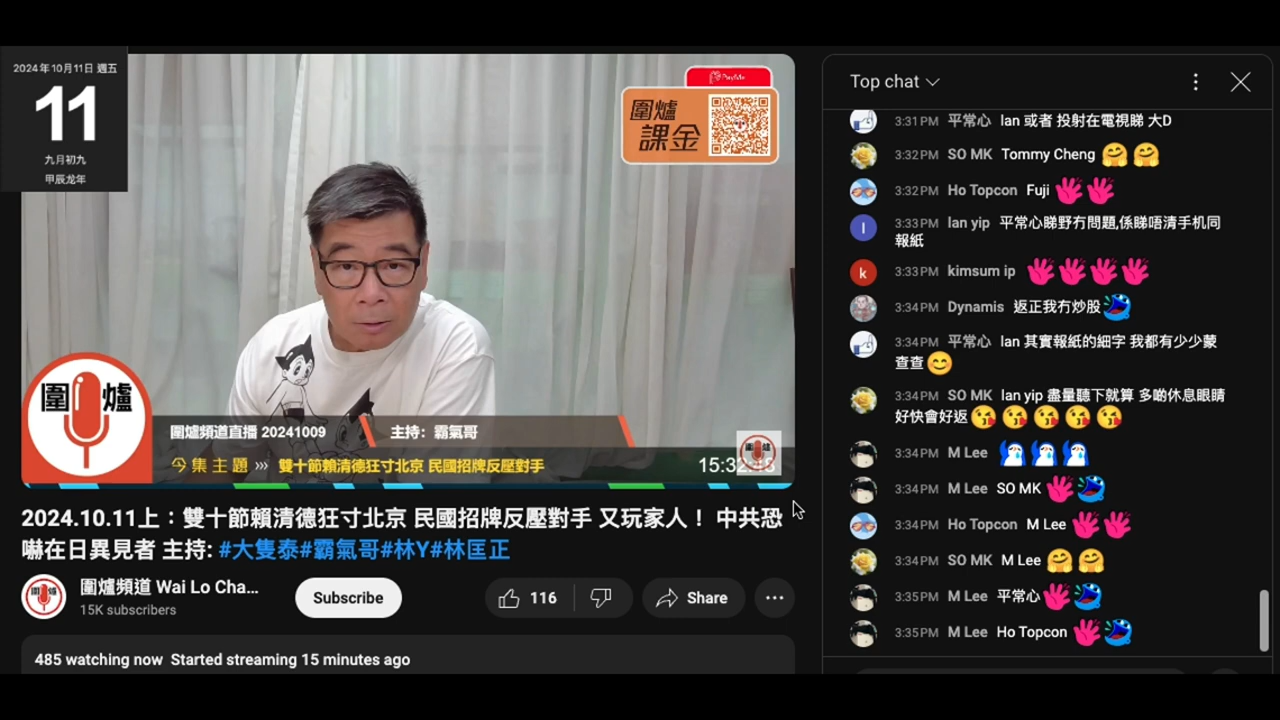 2024年10月11日 週五
11
九月初九
甲辰龙年
PayMe
圍爐
課金
圍爐
圍爐頻道直播 20241009
主持：霸氣哥
今集主題 »› 雙十節賴清德狂寸北京 民國招牌反壓對手
圍爐
2024.10.11上：雙十節賴清德狂寸北京 民國招牌反壓對手 又玩家人！ 中共恐
嚇在日異見者 主持: #大隻泰#霸氣哥#林Y#林匡正
圍爐
圍爐頻道 Wai Lo Cha...
15K subscribers
Subscribe
116
Share
485 watching now Started streaming 15 minutes ago
Top chat
3:31 PM 平常心 Ian 或者 投射在電視睇 大D
3:32 PM SO MK Tommy Cheng
3:32 PM Ho Topcon Fuji
3:33 PM Ian yip 平常心睇野冇問題,係睇唔清手机同
報紙
3:33 PM kimsum ip
3:34 PM Dynamis 返正我冇炒股
3:34 PM 平常心 Ian 其實報紙的細字 我都有少少蒙
查查
3:34 PM SO MK Ian yip 盡量聽下就算 多啲休息眼睛
好快會好返
3:34 PM M Lee
3:34 PM M Lee SO MK
3:34 PM Ho Topcon M Lee
3:34 PM SO MK M Lee
3:35 PM M Lee 平常心
3:35 PM M Lee Ho Topcon